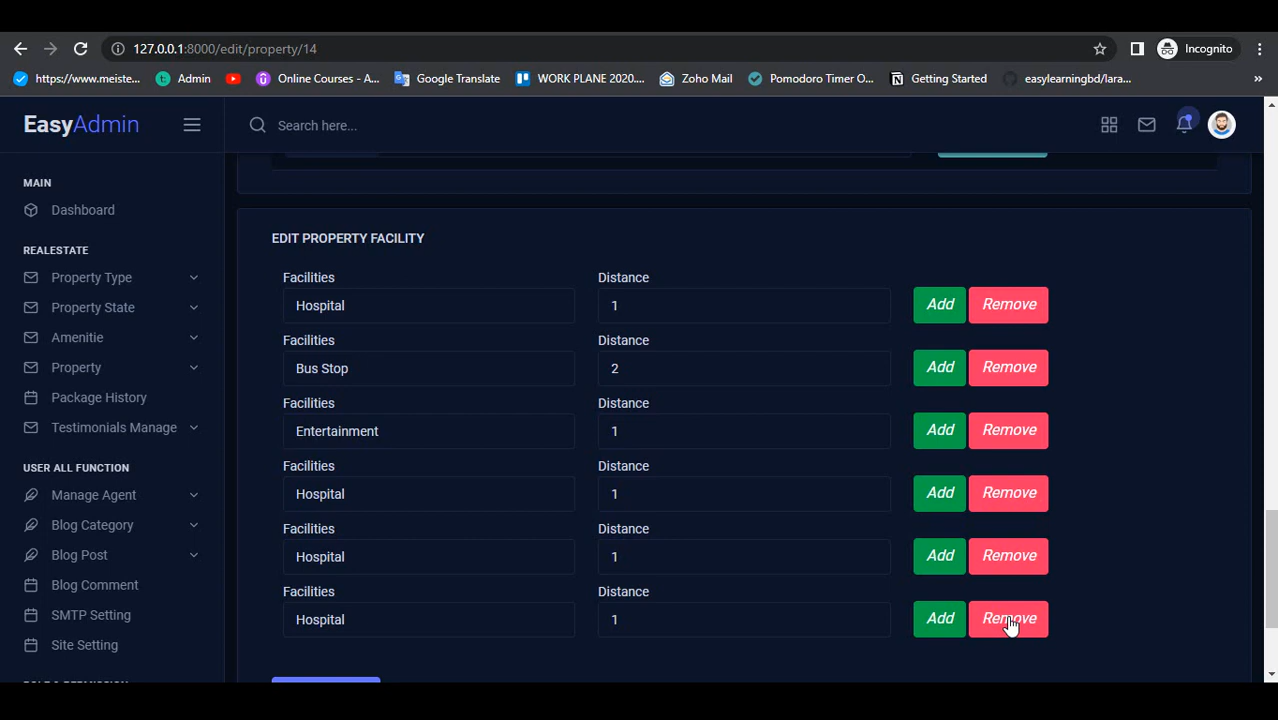 127.0.0.1:8000/edit/property/14
Incognito
https://www.meiste...
Admin
Online Courses - A...
Google Translate
WORK PLANE 2020....
Zoho Mail
Pomodoro Timer O...
Getting Started
easylearningbd/lara...
»
EasyAdmin
Search here...
MAIN
Dashboard
REALESTATE
Property Type
Property State
Amenitie
Property
Package History
Testimonials Manage
USER ALL FUNCTION
Manage Agent
Blog Category
Blog Post
Blog Comment
SMTP Setting
Site Setting
EDIT PROPERTY FACILITY
Facilities Distance
Hospital 1 Add Remove
Facilities Distance
Bus Stop 2 Add Remove
Facilities Distance
Entertainment 1 Add Remove
Facilities Distance
Hospital 1 Add Remove
Facilities Distance
Hospital 1 Add Remove
Facilities Distance
Hospital 1 Add Remove